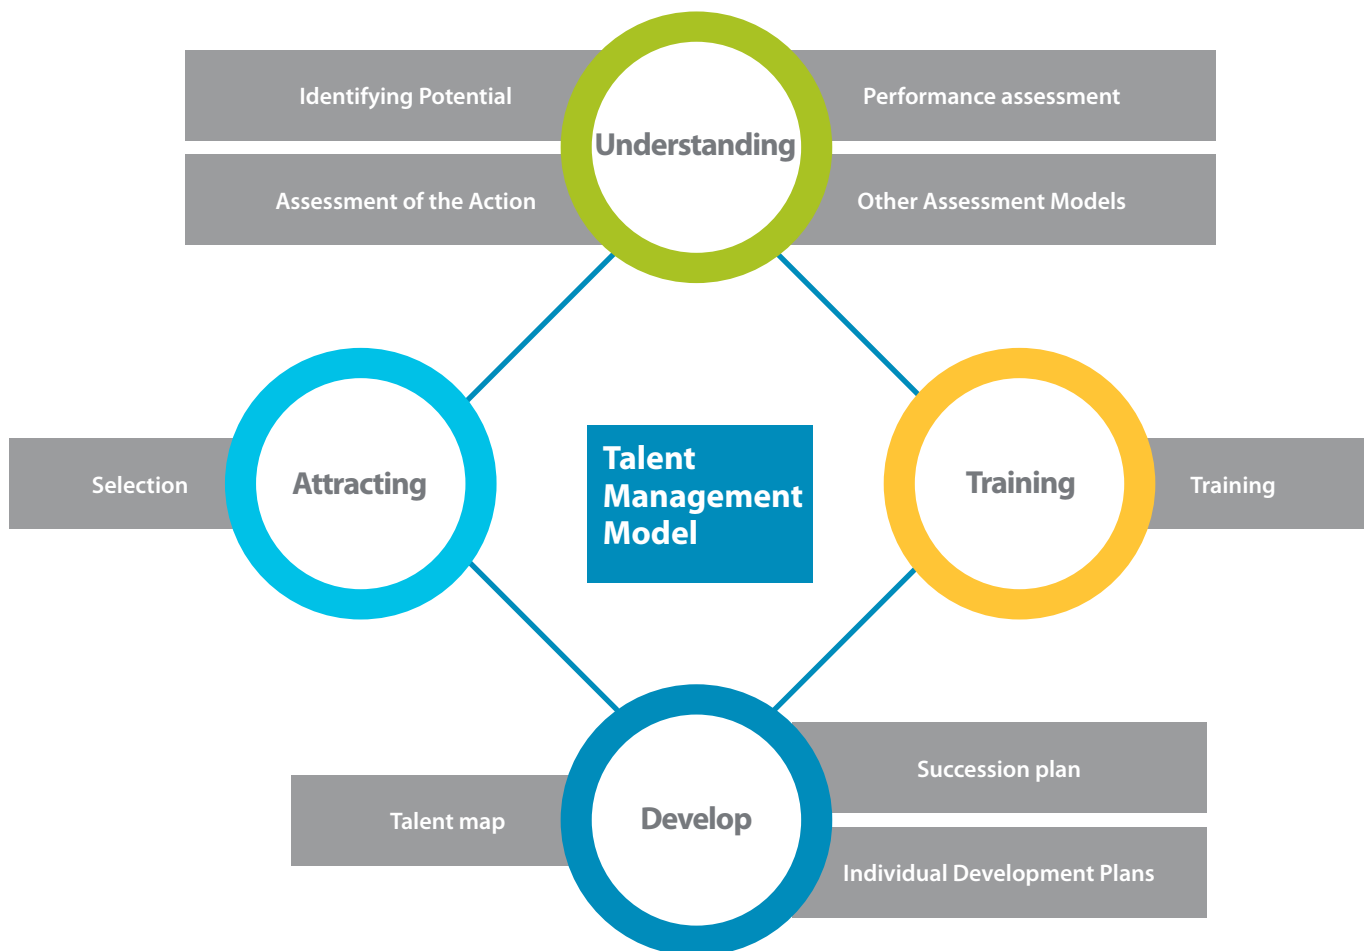 Identifying Potential
Performance assessment
Understanding
Assessment of the Action
Other Assessment Models
Selection
Attracting
Talent
Management
Model
Training
Training
Talent map
Develop
Succession plan
Individual Development Plans